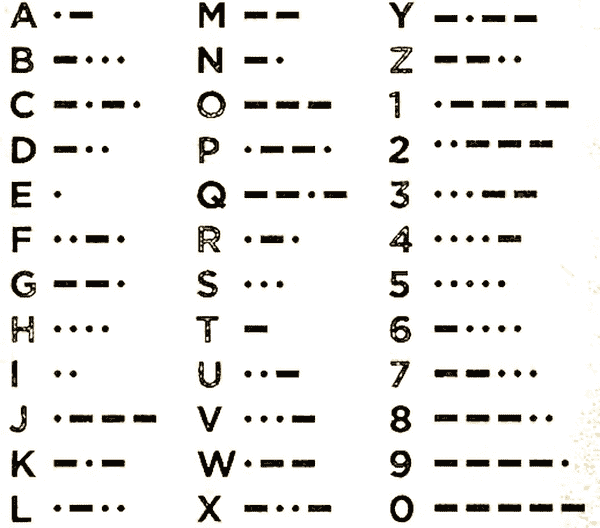 A ·− M −− Y −·−−
B −··· N −· Z −−··
C −·−· O −−− 1 ·−−−−
D −·· P ·−−· 2 ··−−−
E · Q −−·− 3 ···−−
F ··−· R ·−· 4 ····−
G −−· S ··· 5 ·····
H ···· T − 6 −····
I ·· U ··− 7 −−···
J ·−−− V ···− 8 −−−··
K −·− W ·−− 9 −−−−·
L ·−·· X −··− 0 −−−−−